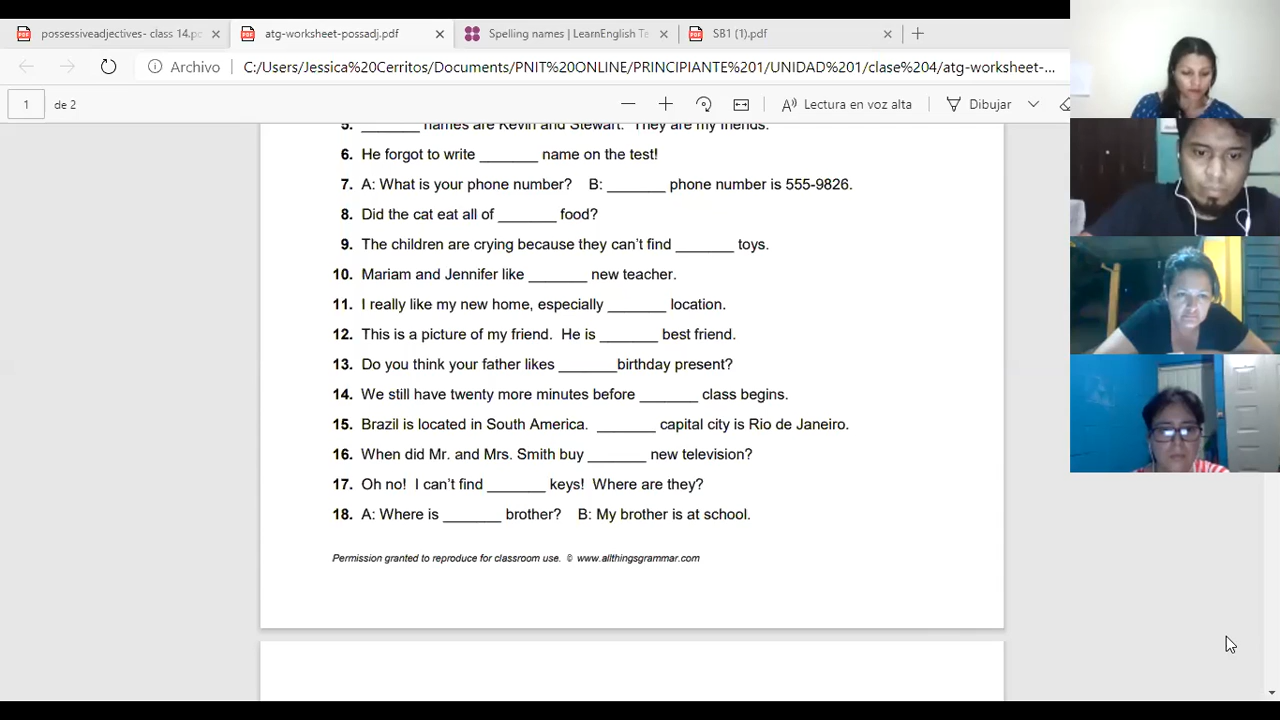 possessiveadjectives- class 14.pc
atg-worksheet-possadj.pdf
Spelling names | LearnEnglish Te
SB1 (1).pdf
Archivo
C:/Users/Jessica%20Cerritos/Documents/PNIT%20ONLINE/PRINCIPIANTE%201/UNIDAD%201/clase%204/atg-worksheet-...
1 de 2
Lectura en voz alta
Dibujar
5. _______ names are Kevin and Stewart. They are my friends.
6. He forgot to write _______ name on the test!
7. A: What is your phone number? B: _______ phone number is 555-9826.
8. Did the cat eat all of _______ food?
9. The children are crying because they can't find _______ toys.
10. Mariam and Jennifer like _______ new teacher.
11. I really like my new home, especially _______ location.
12. This is a picture of my friend. He is _______ best friend.
13. Do you think your father likes _______birthday present?
14. We still have twenty more minutes before _______ class begins.
15. Brazil is located in South America. _______ capital city is Rio de Janeiro.
16. When did Mr. and Mrs. Smith buy _______ new television?
17. Oh no! I can't find _______ keys! Where are they?
18. A: Where is _______ brother? B: My brother is at school.
Permission granted to reproduce for classroom use. © www.allthingsgrammar.com